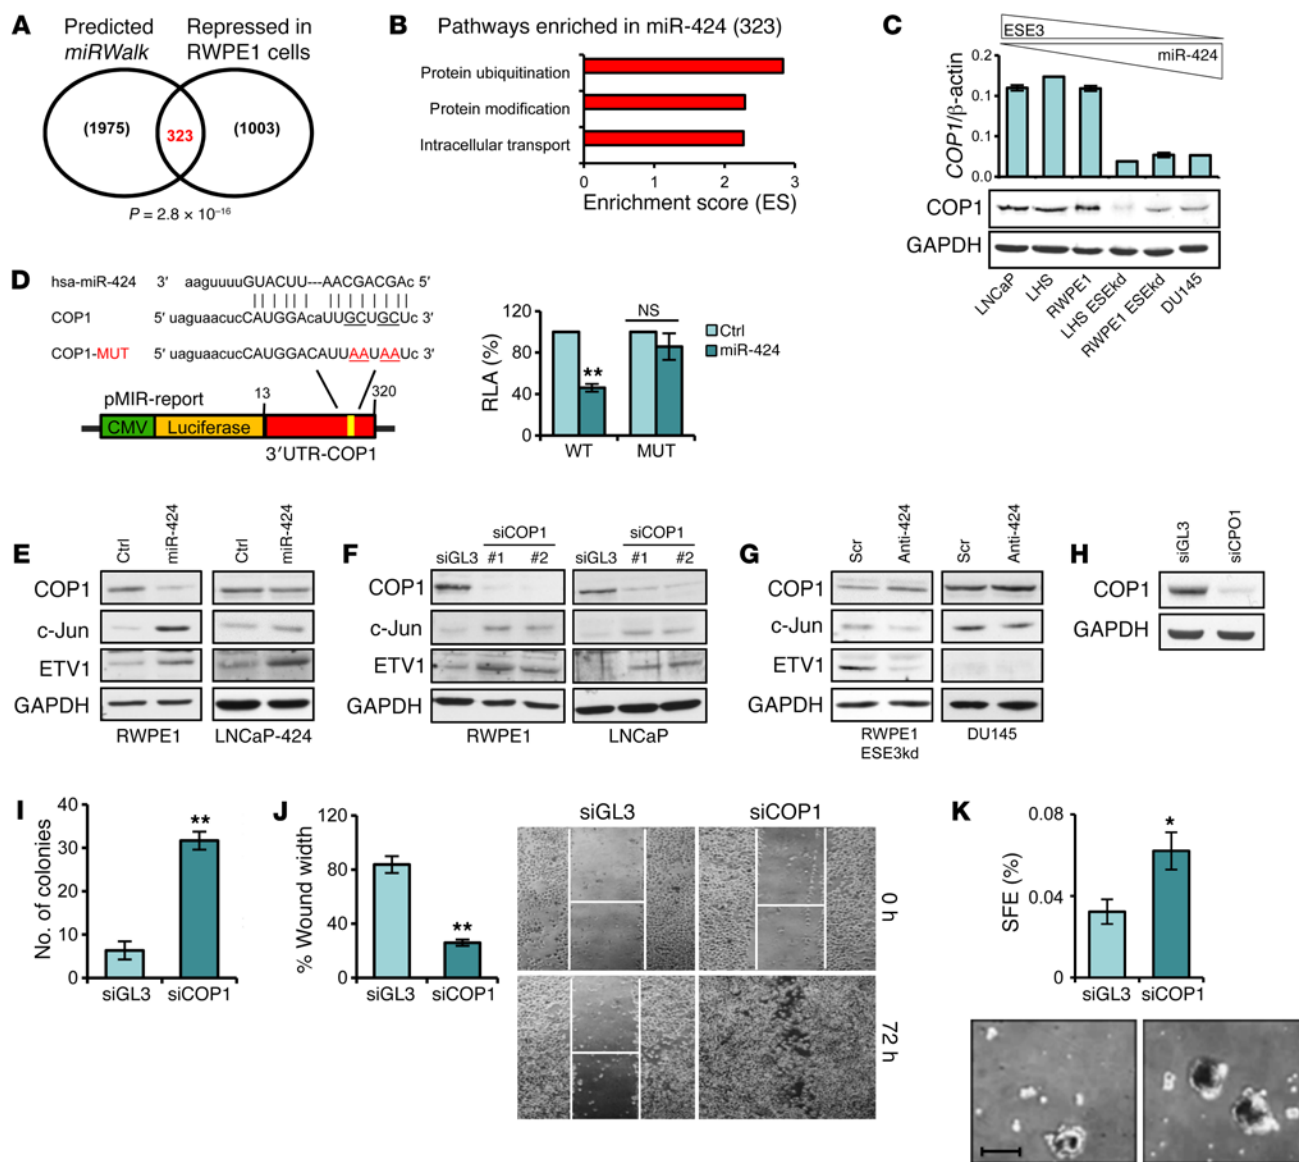 A
Predicted miRWalk
Repressed in RWPE1 cells
(1975)
323
(1003)
P = 2.8 × 10⁻¹⁶
B
Pathways enriched in miR-424 (323)
Protein ubiquitination
Protein modification
Intracellular transport
0 1 2 3
Enrichment score (ES)
C
ESE3
miR-424
COP1/β-actin
0.2
0.1
0.1
0.0
COP1
GAPDH
LNCaP
LHS
RWPE1
LHS ESEkd
RWPE1 ESEkd
DU145
D
hsa-miR-424 3′ aaguuuuGUACUU---AACGACGAc 5′
COP1 5′ uaguaacucCAUGGAcaUUGCUGCUc 3′
COP1-MUT 5′ uaguaacucCAUGGACAUUAAUAAUc 3′
pMIR-report
13
320
CMV
Luciferase
3′UTR-COP1
RLA (%)
120
80
40
0
**
NS
WT
MUT
Ctrl
miR-424
E
Ctrl
miR-424
Ctrl
miR-424
COP1
c-Jun
ETV1
GAPDH
RWPE1
LNCaP-424
F
siCOP1
siCOP1
siGL3 #1 #2
siGL3 #1 #2
COP1
c-Jun
ETV1
GAPDH
RWPE1
LNCaP
G
Scr
Anti-424
Scr
Anti-424
COP1
c-Jun
ETV1
GAPDH
RWPE1
ESE3kd
DU145
H
siGL3
siCPO1
COP1
GAPDH
I
No. of colonies
40
30
20
10
0
**
siGL3
siCOP1
J
% Wound width
120
80
40
0
**
siGL3
siCOP1
siGL3
siCOP1
0 h
72 h
K
SFE (%)
0.08
0.04
0
*
siGL3
siCOP1